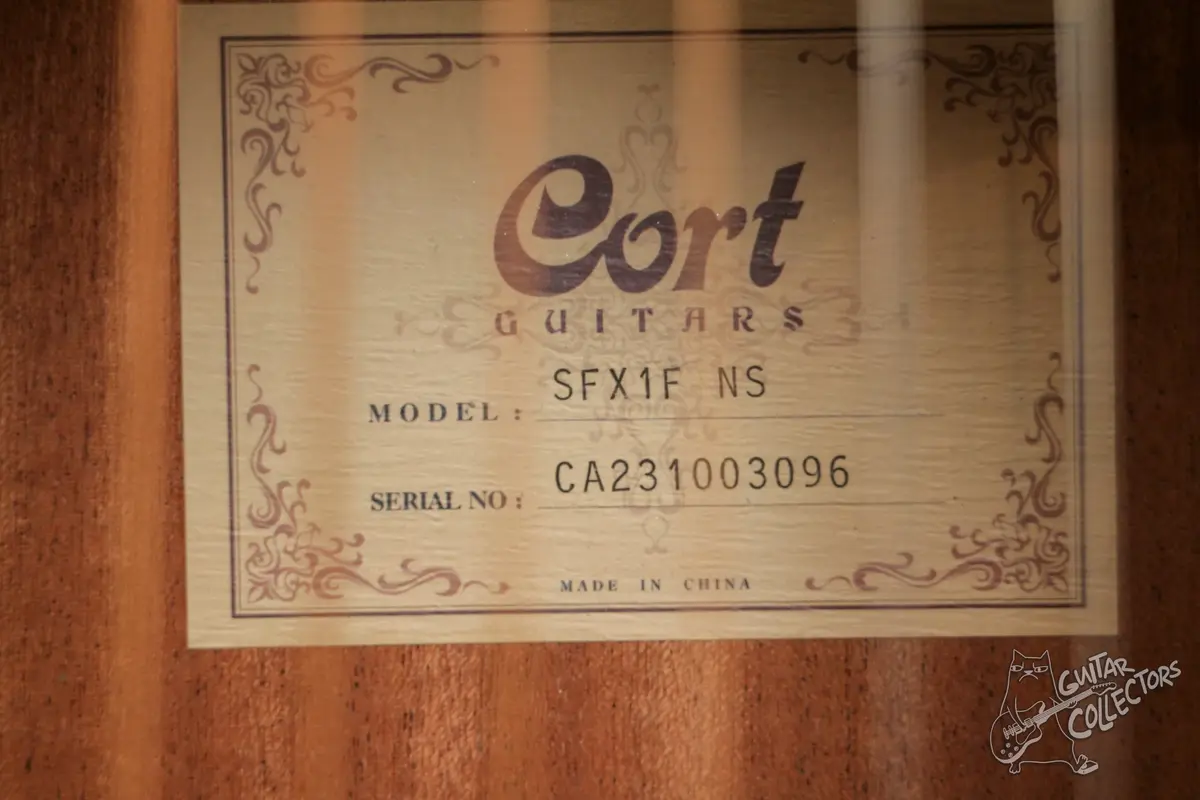 Cort
GUITARS
MODEL : SFX1F NS
SERIAL NO : CA231003096
MADE IN CHINA
GUITAR
COLLECTORS